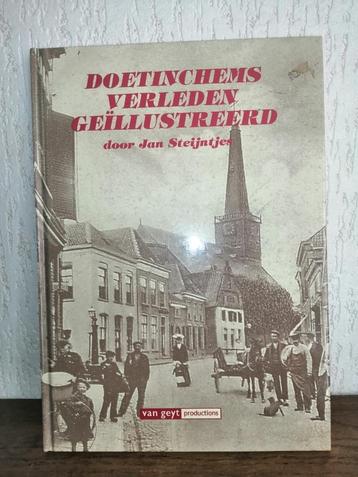 DOETINCHEMS
VERLEDEN
GEÏLLUSTREERD
door Jan Steijntjes
van geyt productions